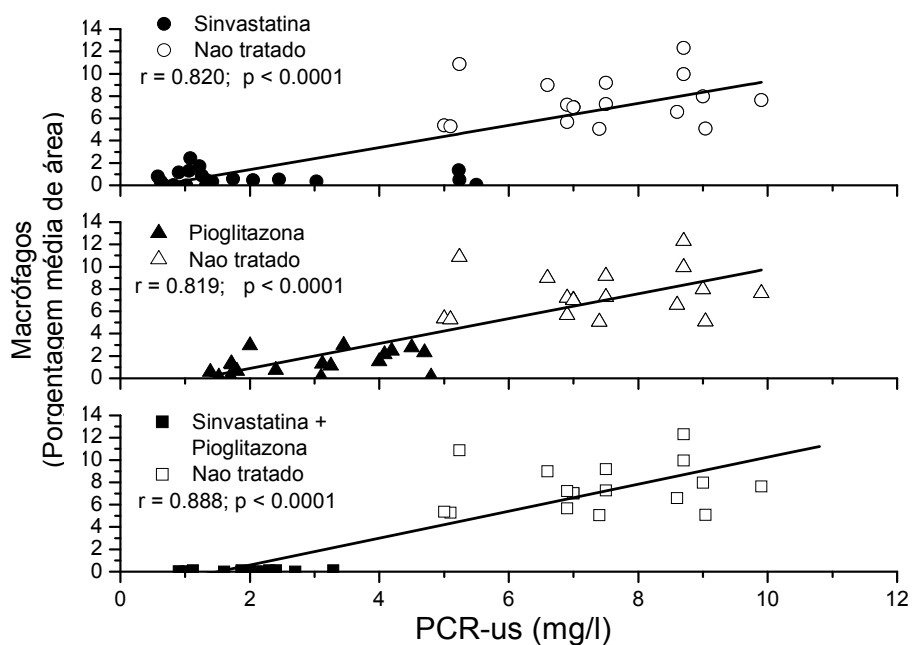 Macrófagos
(Porgentagem média de área)
14
12
10
8
6
4
2
0
Sinvastatina
Nao tratado
r = 0.820; p < 0.0001
14
12
10
8
6
4
2
0
Pioglitazona
Nao tratado
r = 0.819; p < 0.0001
14
12
10
8
6
4
2
0
Sinvastatina +
Pioglitazona
Nao tratado
r = 0.888; p < 0.0001
0 2 4 6 8 10 12
PCR-us (mg/l)